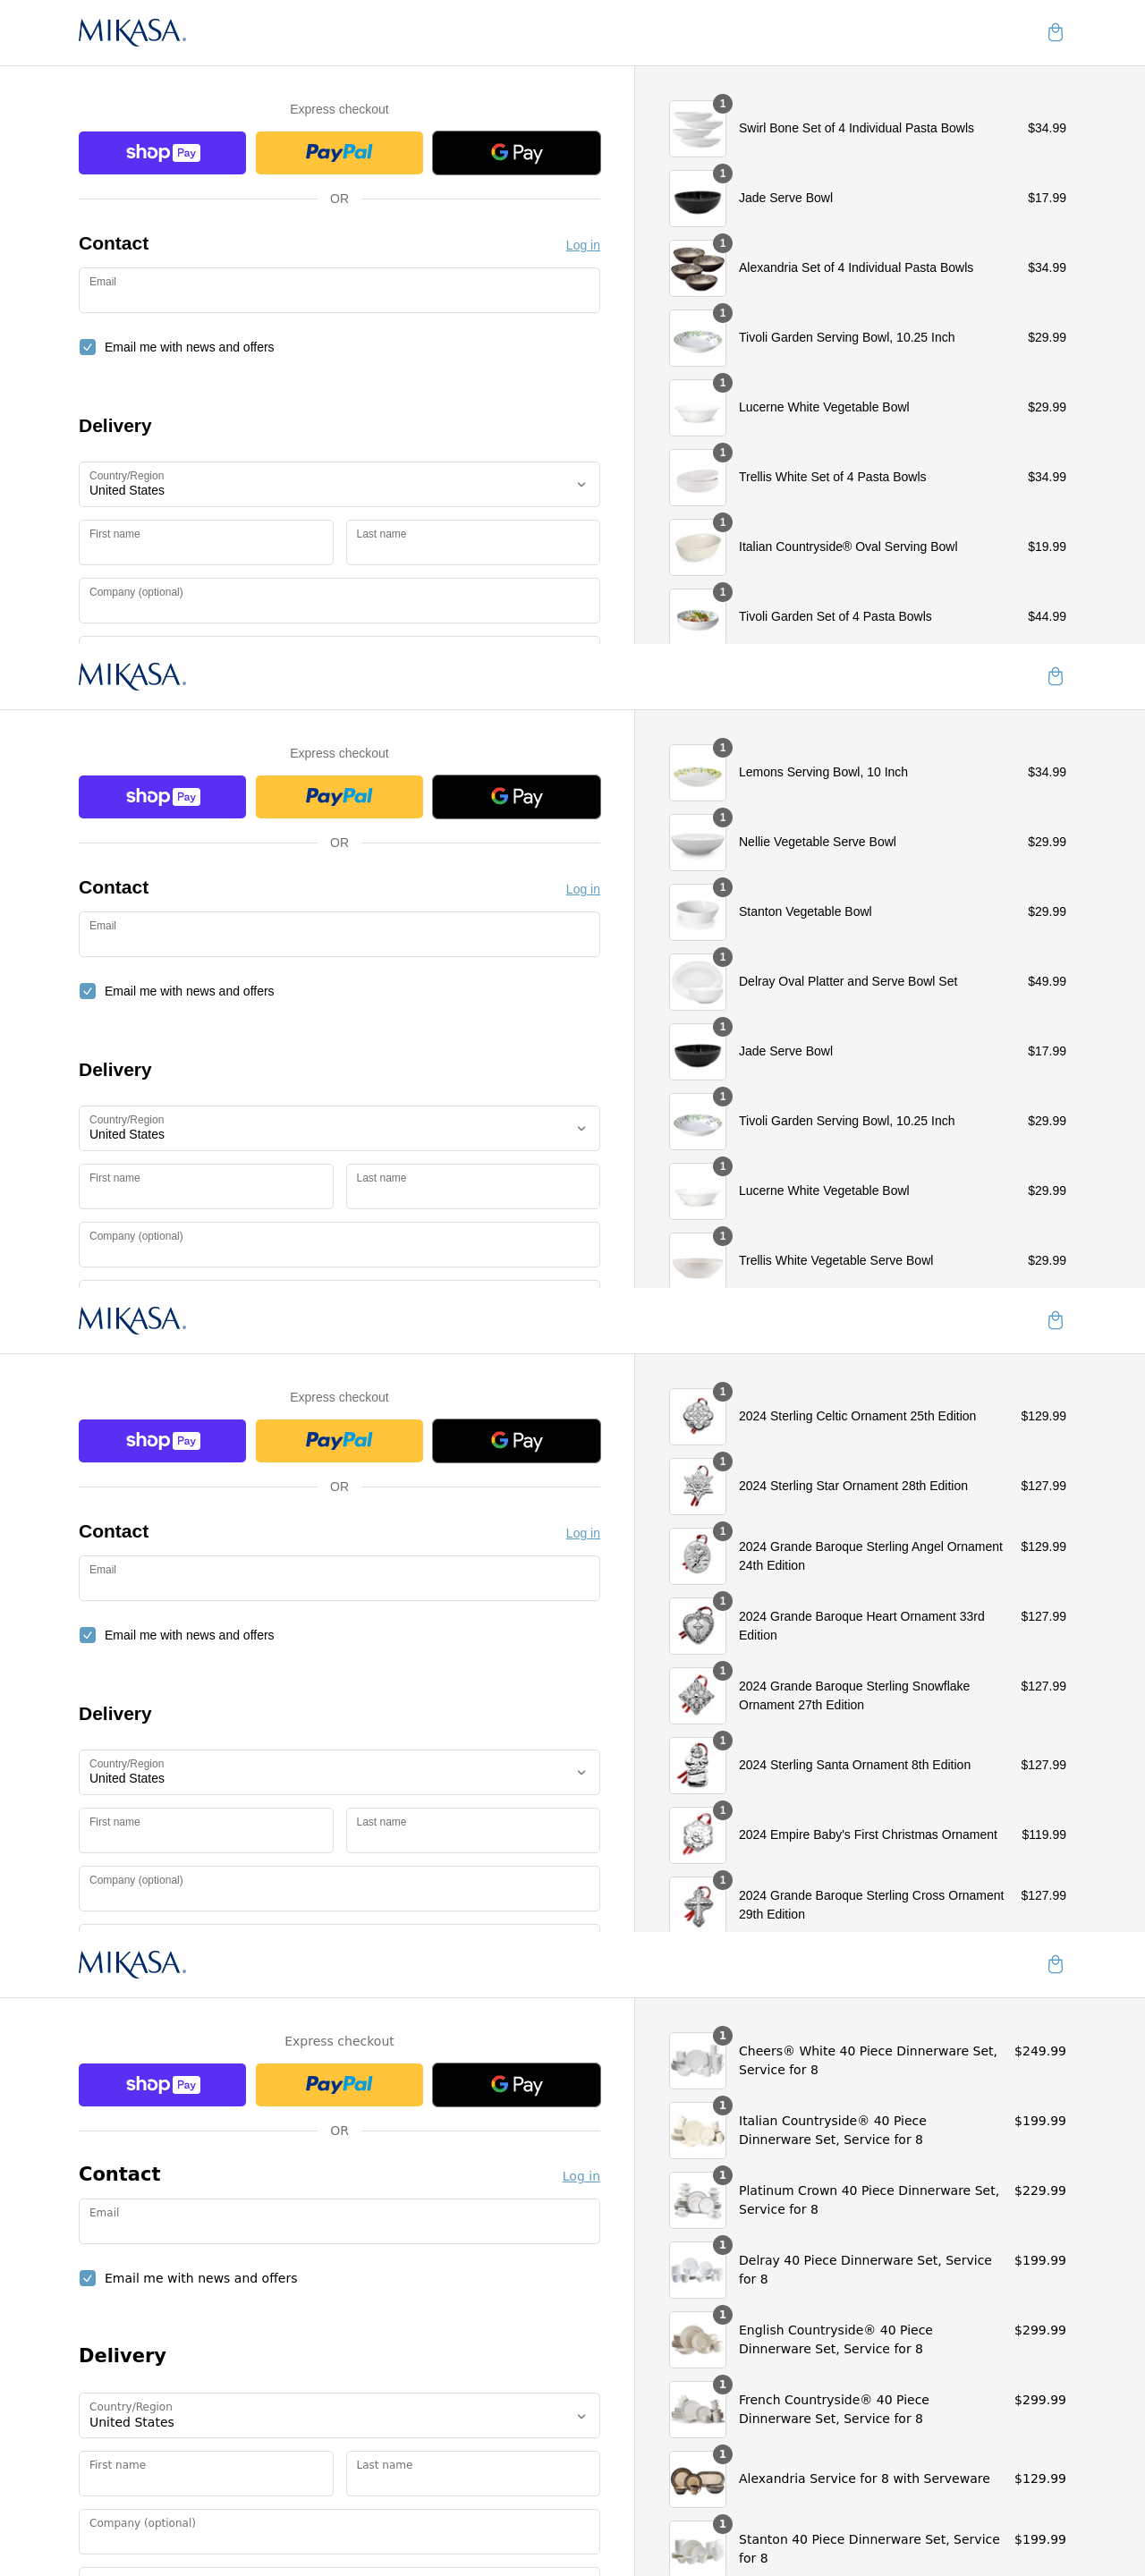 MIKASA.
Express checkout
shop Pay
PayPal
G Pay
OR
Contact
Log in
Email
Email me with news and offers
Delivery
Country/Region
United States
First name
Last name
Company (optional)
1
Swirl Bone Set of 4 Individual Pasta Bowls
$34.99
1
Jade Serve Bowl
$17.99
1
Alexandria Set of 4 Individual Pasta Bowls
$34.99
1
Tivoli Garden Serving Bowl, 10.25 Inch
$29.99
1
Lucerne White Vegetable Bowl
$29.99
1
Trellis White Set of 4 Pasta Bowls
$34.99
1
Italian Countryside® Oval Serving Bowl
$19.99
1
Tivoli Garden Set of 4 Pasta Bowls
$44.99
MIKASA.
Express checkout
shop Pay
PayPal
G Pay
OR
Contact
Log in
Email
Email me with news and offers
Delivery
Country/Region
United States
First name
Last name
Company (optional)
1
Lemons Serving Bowl, 10 Inch
$34.99
1
Nellie Vegetable Serve Bowl
$29.99
1
Stanton Vegetable Bowl
$29.99
1
Delray Oval Platter and Serve Bowl Set
$49.99
1
Jade Serve Bowl
$17.99
1
Tivoli Garden Serving Bowl, 10.25 Inch
$29.99
1
Lucerne White Vegetable Bowl
$29.99
1
Trellis White Vegetable Serve Bowl
$29.99
MIKASA.
Express checkout
shop Pay
PayPal
G Pay
OR
Contact
Log in
Email
Email me with news and offers
Delivery
Country/Region
United States
First name
Last name
Company (optional)
1
2024 Sterling Celtic Ornament 25th Edition
$129.99
1
2024 Sterling Star Ornament 28th Edition
$127.99
1
2024 Grande Baroque Sterling Angel Ornament
24th Edition
$129.99
1
2024 Grande Baroque Heart Ornament 33rd
Edition
$127.99
1
2024 Grande Baroque Sterling Snowflake
Ornament 27th Edition
$127.99
1
2024 Sterling Santa Ornament 8th Edition
$127.99
1
2024 Empire Baby's First Christmas Ornament
$119.99
1
2024 Grande Baroque Sterling Cross Ornament
29th Edition
$127.99
MIKASA.
Express checkout
shop Pay
PayPal
G Pay
OR
Contact
Log in
Email
Email me with news and offers
Delivery
Country/Region
United States
First name
Last name
Company (optional)
1
Cheers® White 40 Piece Dinnerware Set,
Service for 8
$249.99
1
Italian Countryside® 40 Piece
Dinnerware Set, Service for 8
$199.99
1
Platinum Crown 40 Piece Dinnerware Set,
Service for 8
$229.99
1
Delray 40 Piece Dinnerware Set, Service
for 8
$199.99
1
English Countryside® 40 Piece
Dinnerware Set, Service for 8
$299.99
1
French Countryside® 40 Piece
Dinnerware Set, Service for 8
$299.99
1
Alexandria Service for 8 with Serveware
$129.99
1
Stanton 40 Piece Dinnerware Set, Service
for 8
$199.99